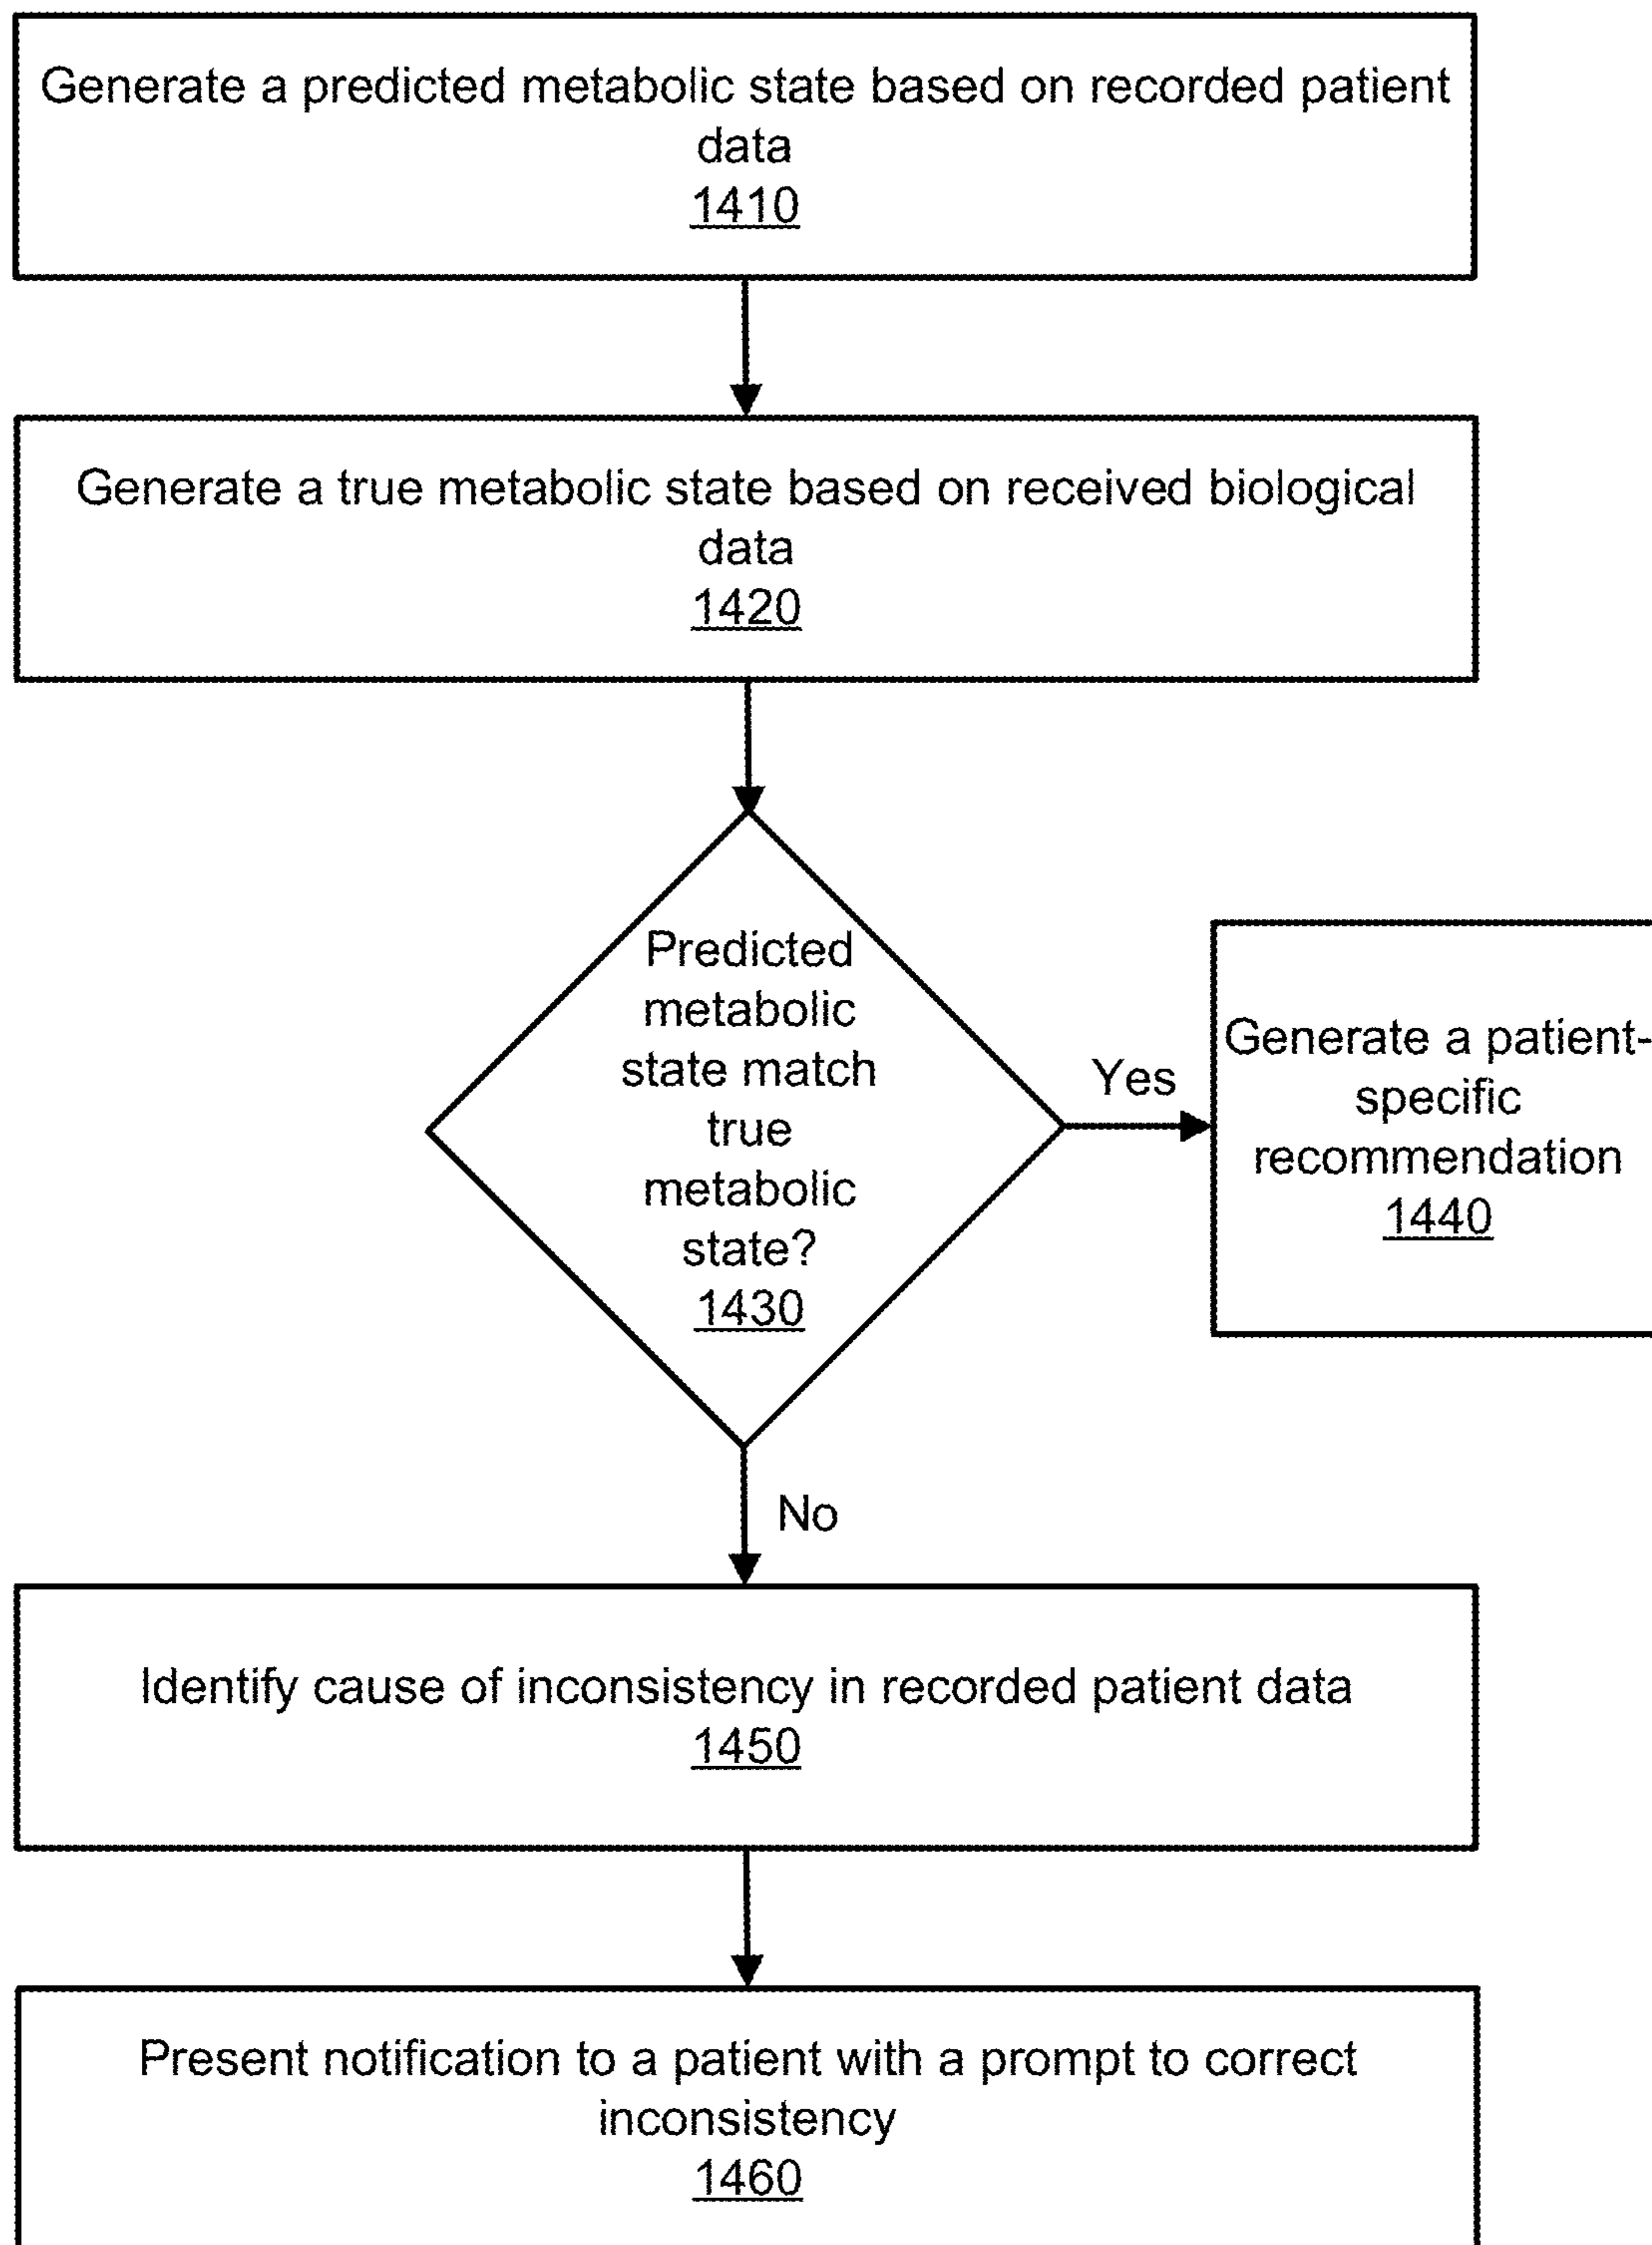 Generate a predicted metabolic state based on recorded patient
data
1410
Generate a true metabolic state based on received biological
data
1420
Predicted
metabolic
state match
true
metabolic
state?
1430
Yes
Generate a patient-
specific
recommendation
1440
No
Identify cause of inconsistency in recorded patient data
1450
Present notification to a patient with a prompt to correct
inconsistency
1460